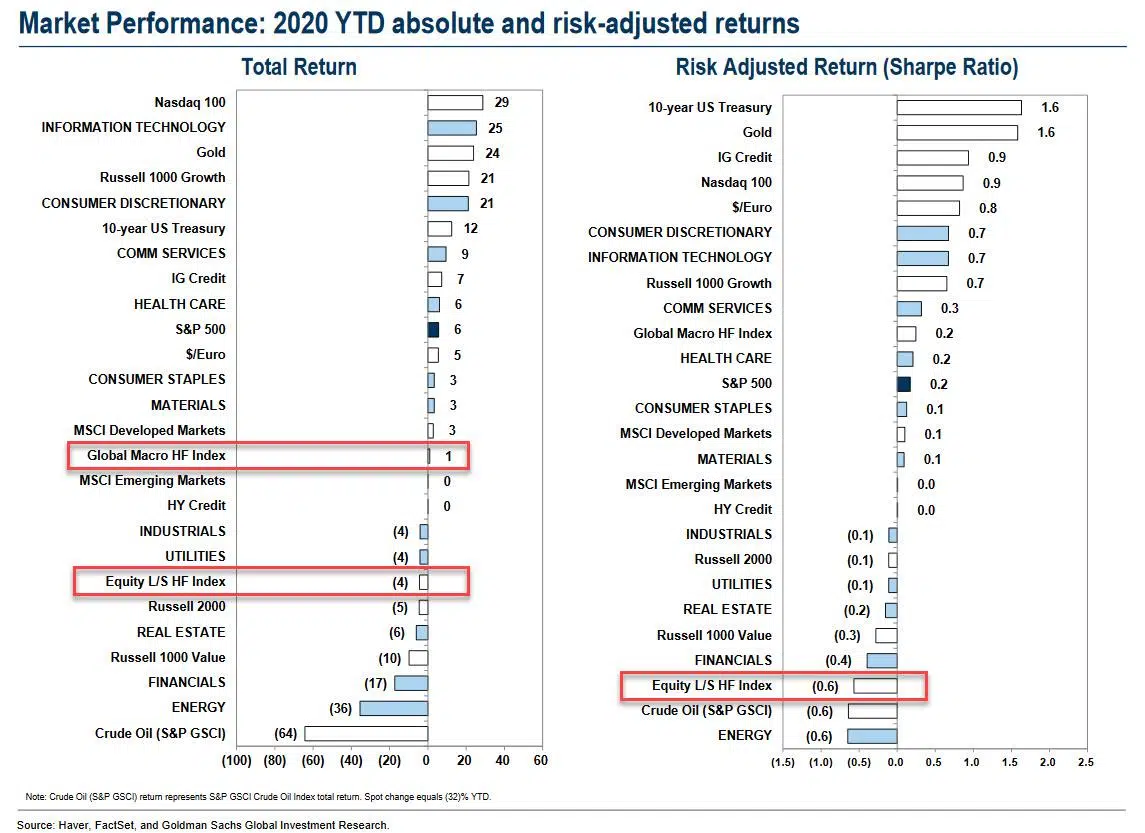 Market Performance: 2020 YTD absolute and risk-adjusted returns
Total Return
Nasdaq 100 29
INFORMATION TECHNOLOGY 25
Gold 24
Russell 1000 Growth 21
CONSUMER DISCRETIONARY 21
10-year US Treasury 12
COMM SERVICES 9
IG Credit 7
HEALTH CARE 6
S&P 500 6
$/Euro 5
CONSUMER STAPLES 3
MATERIALS 3
MSCI Developed Markets 3
Global Macro HF Index 1
MSCI Emerging Markets 0
HY Credit 0
INDUSTRIALS (4)
UTILITIES (4)
Equity L/S HF Index (4)
Russell 2000 (5)
REAL ESTATE (6)
Russell 1000 Value (10)
FINANCIALS (17)
ENERGY (36)
Crude Oil (S&P GSCI) (64)
(100) (80) (60) (40) (20) 0 20 40 60
Risk Adjusted Return (Sharpe Ratio)
10-year US Treasury 1.6
Gold 1.6
IG Credit 0.9
Nasdaq 100 0.9
$/Euro 0.8
CONSUMER DISCRETIONARY 0.7
INFORMATION TECHNOLOGY 0.7
Russell 1000 Growth 0.7
COMM SERVICES 0.3
Global Macro HF Index 0.2
HEALTH CARE 0.2
S&P 500 0.2
CONSUMER STAPLES 0.1
MSCI Developed Markets 0.1
MATERIALS 0.1
MSCI Emerging Markets 0.0
HY Credit 0.0
INDUSTRIALS (0.1)
Russell 2000 (0.1)
UTILITIES (0.1)
REAL ESTATE (0.2)
Russell 1000 Value (0.3)
FINANCIALS (0.4)
Equity L/S HF Index (0.6)
Crude Oil (S&P GSCI) (0.6)
ENERGY (0.6)
(1.5) (1.0) (0.5) 0.0 0.5 1.0 1.5 2.0 2.5
Note: Crude Oil (S&P GSCI) return represents S&P GSCI Crude Oil Index total return. Spot change equals (32)% YTD.
Source: Haver, FactSet, and Goldman Sachs Global Investment Research.